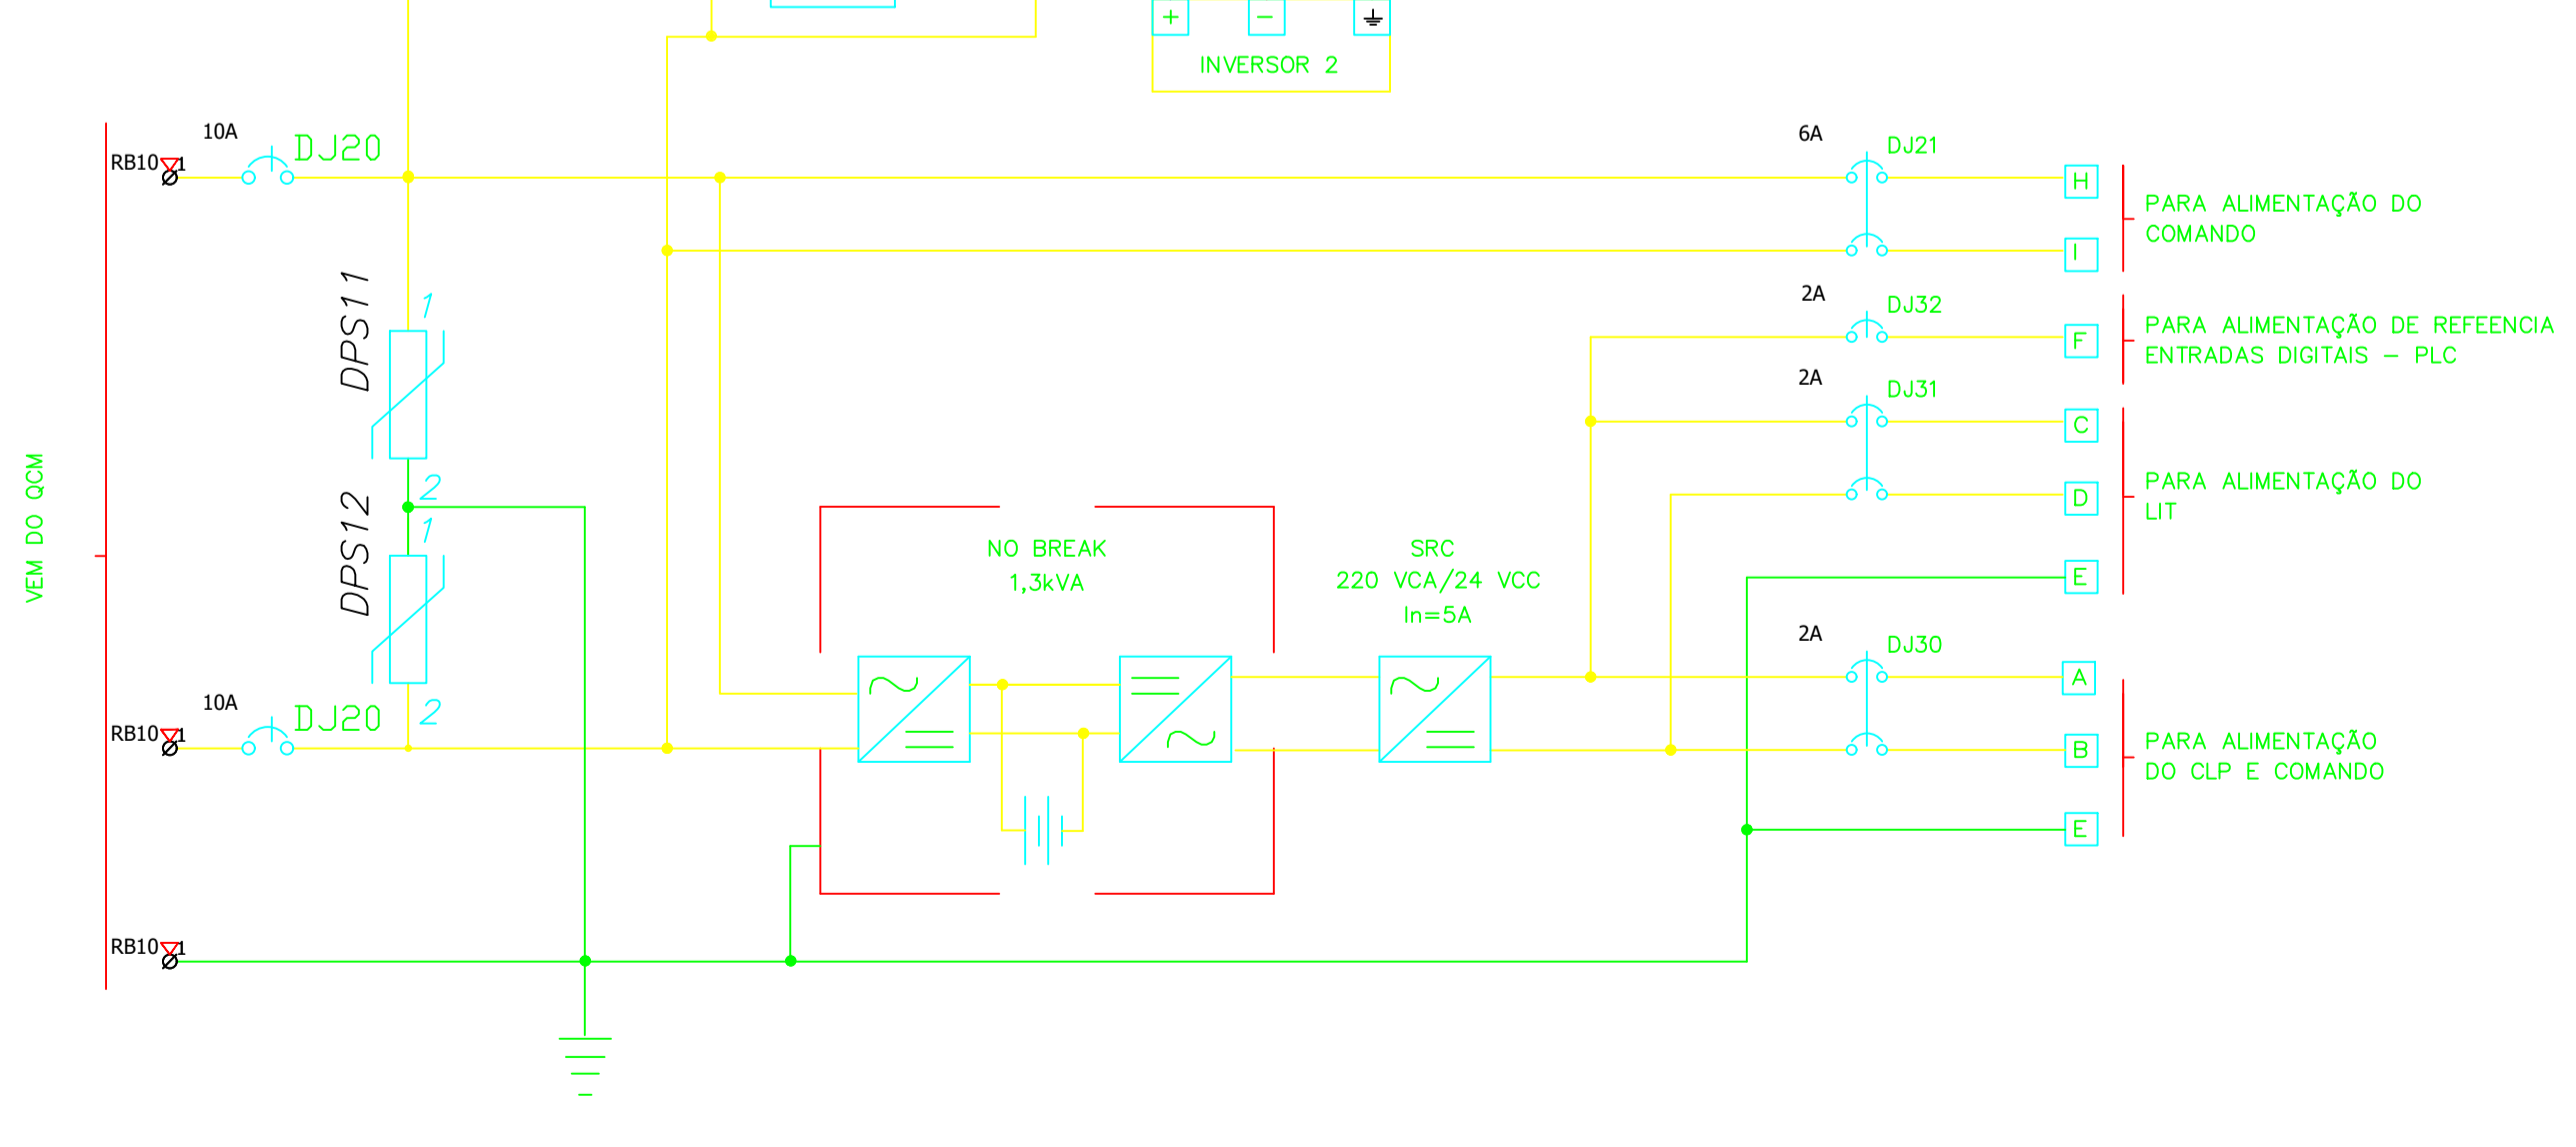 +
−
INVERSOR 2
10A
DJ20
RB10 1
6A
DJ21
H
PARA ALIMENTAÇÃO DO
COMANDO
I
DPS11
1
2
2A
DJ32
F
PARA ALIMENTAÇÃO DE REFEENCIA
ENTRADAS DIGITAIS – PLC
2A
DJ31
C
D
PARA ALIMENTAÇÃO DO
LIT
E
VEM DO QCM
DPS12
1
2
NO BREAK
1,3kVA
SRC
220 VCA/24 VCC
In=5A
10A
DJ20
RB10 1
2A
DJ30
A
B
PARA ALIMENTAÇÃO
DO CLP E COMANDO
E
RB10 1